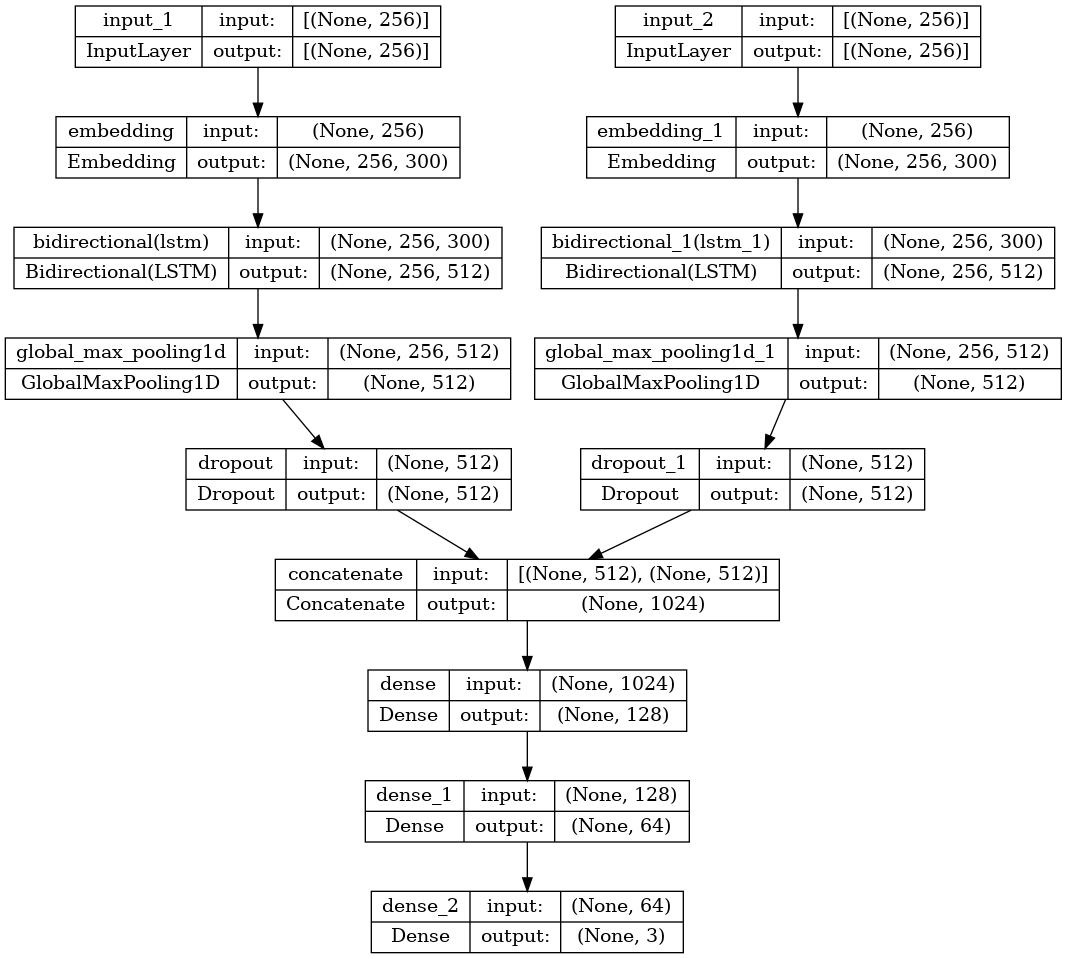 input_1 input: [(None, 256)]
InputLayer output: [(None, 256)]
input_2 input: [(None, 256)]
InputLayer output: [(None, 256)]
embedding input: (None, 256)
Embedding output: (None, 256, 300)
embedding_1 input: (None, 256)
Embedding output: (None, 256, 300)
bidirectional(lstm) input: (None, 256, 300)
Bidirectional(LSTM) output: (None, 256, 512)
bidirectional_1(lstm_1) input: (None, 256, 300)
Bidirectional(LSTM) output: (None, 256, 512)
global_max_pooling1d input: (None, 256, 512)
GlobalMaxPooling1D output: (None, 512)
global_max_pooling1d_1 input: (None, 256, 512)
GlobalMaxPooling1D output: (None, 512)
dropout input: (None, 512)
Dropout output: (None, 512)
dropout_1 input: (None, 512)
Dropout output: (None, 512)
concatenate input: [(None, 512), (None, 512)]
Concatenate output: (None, 1024)
dense input: (None, 1024)
Dense output: (None, 128)
dense_1 input: (None, 128)
Dense output: (None, 64)
dense_2 input: (None, 64)
Dense output: (None, 3)